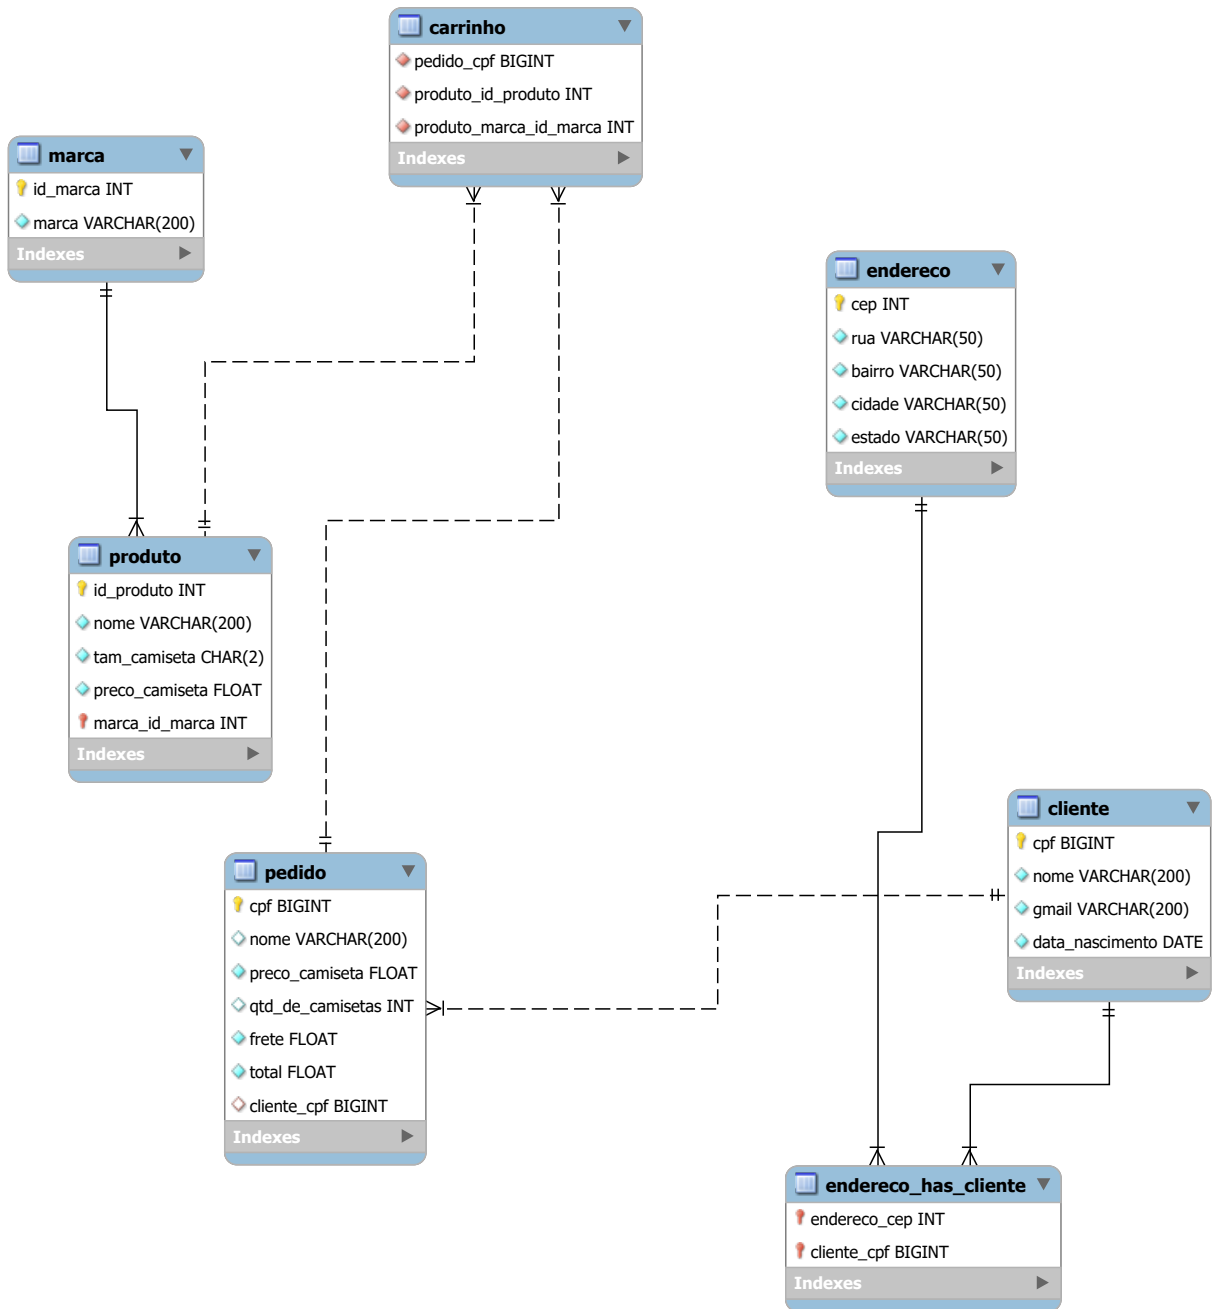 carrinho
pedido_cpf BIGINT
produto_id_produto INT
produto_marca_id_marca INT
Indexes
marca
id_marca INT
marca VARCHAR(200)
Indexes
endereco
cep INT
rua VARCHAR(50)
bairro VARCHAR(50)
cidade VARCHAR(50)
estado VARCHAR(50)
Indexes
produto
id_produto INT
nome VARCHAR(200)
tam_camiseta CHAR(2)
preco_camiseta FLOAT
marca_id_marca INT
Indexes
cliente
cpf BIGINT
nome VARCHAR(200)
gmail VARCHAR(200)
data_nascimento DATE
Indexes
pedido
cpf BIGINT
nome VARCHAR(200)
preco_camiseta FLOAT
qtd_de_camisetas INT
frete FLOAT
total FLOAT
cliente_cpf BIGINT
Indexes
endereco_has_cliente
endereco_cep INT
cliente_cpf BIGINT
Indexes